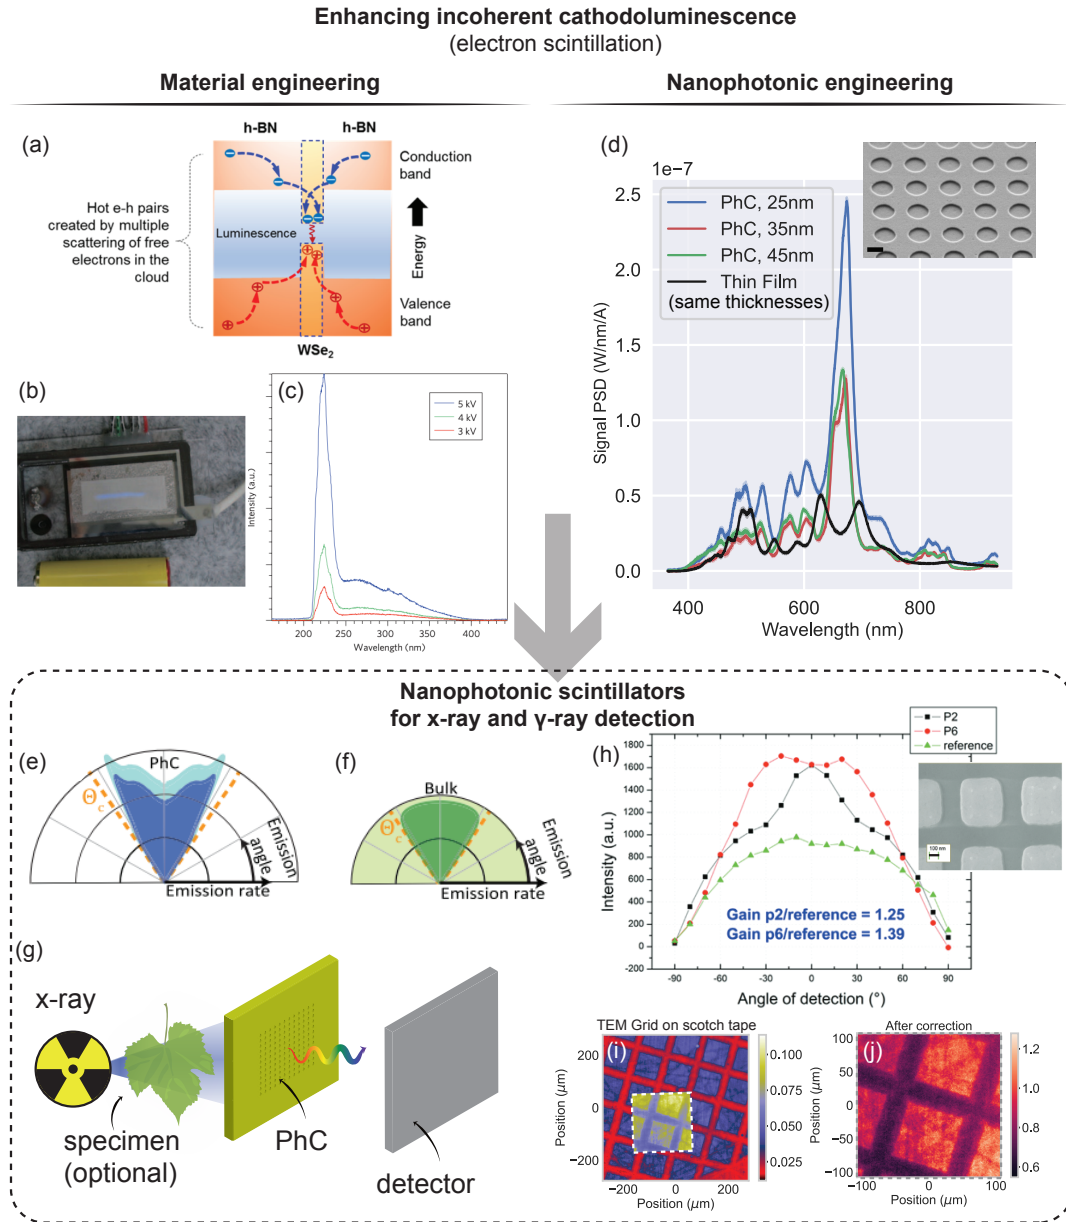 Enhancing incoherent cathodoluminescence
(electron scintillation)
Material engineering
Nanophotonic engineering
(a)
h-BN
h-BN
Hot e-h pairs
created by multiple
scattering of free
electrons in the
cloud
Conduction
band
Luminescence
Energy
Valence
band
WSe2
(b)
(c)
5 kV
4 kV
3 kV
Intensity (a.u.)
200
250
300
350
400
Wavelength (nm)
(d)
1e-7
2.5
2.0
1.5
1.0
0.5
0.0
Signal PSD (W/nm/A)
PhC, 25nm
PhC, 35nm
PhC, 45nm
Thin Film
(same thicknesses)
400
600
800
Wavelength (nm)
Nanophotonic scintillators
for x-ray and γ-ray detection
(e)
PhC
Θc
Emission
angle
Emission rate
(f)
Bulk
Θc
Emission
angle
Emission rate
(g)
x-ray
specimen
(optional)
PhC
detector
(h)
P2
P6
reference
1800
1600
1400
1200
1000
800
600
400
200
0
-200
Intensity (a.u.)
Gain p2/reference = 1.25
Gain p6/reference = 1.39
-90
-60
-30
0
30
60
90
Angle of detection (°)
100 nm
TEM Grid on scotch tape
(i)
200
0
−200
Position (μm)
−200
0
200
Position (μm)
0.100
0.075
0.050
0.025
After correction
(j)
100
50
0
−50
−100
Position (μm)
−100
0
100
Position (μm)
1.2
1.0
0.8
0.6